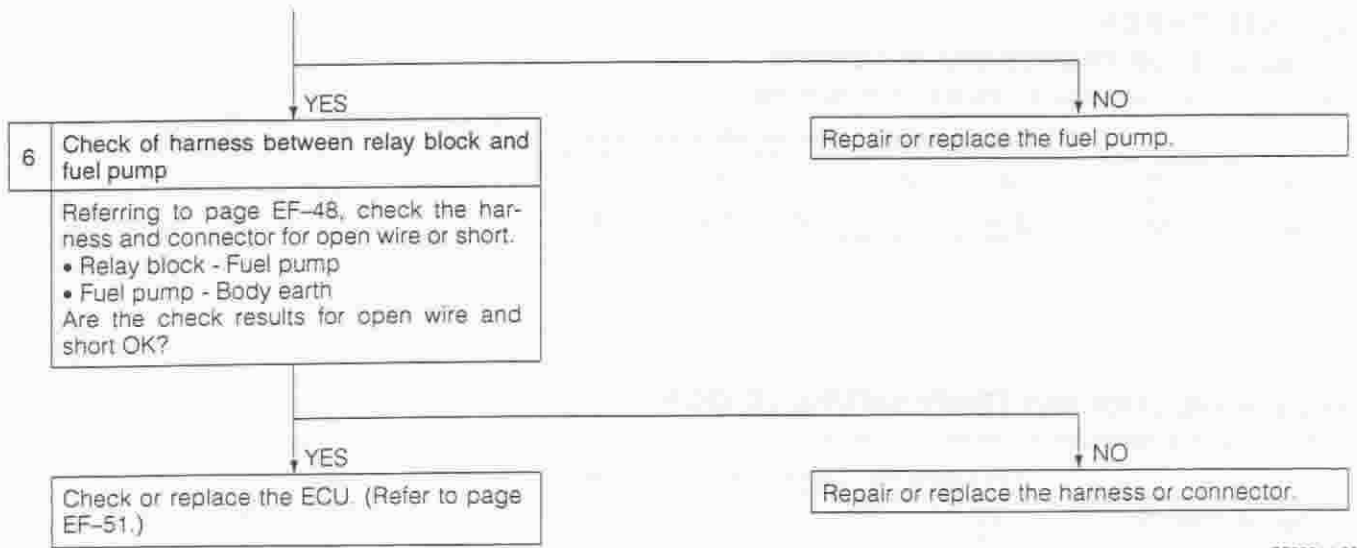 YES
NO
6
Check of harness between relay block and
fuel pump
Repair or replace the fuel pump.
Referring to page EF–48, check the har-
ness and connector for open wire or short.
• Relay block - Fuel pump
• Fuel pump - Body earth
Are the check results for open wire and
short OK?
YES
NO
Check or replace the ECU. (Refer to page
EF–51.)
Repair or replace the harness or connector.